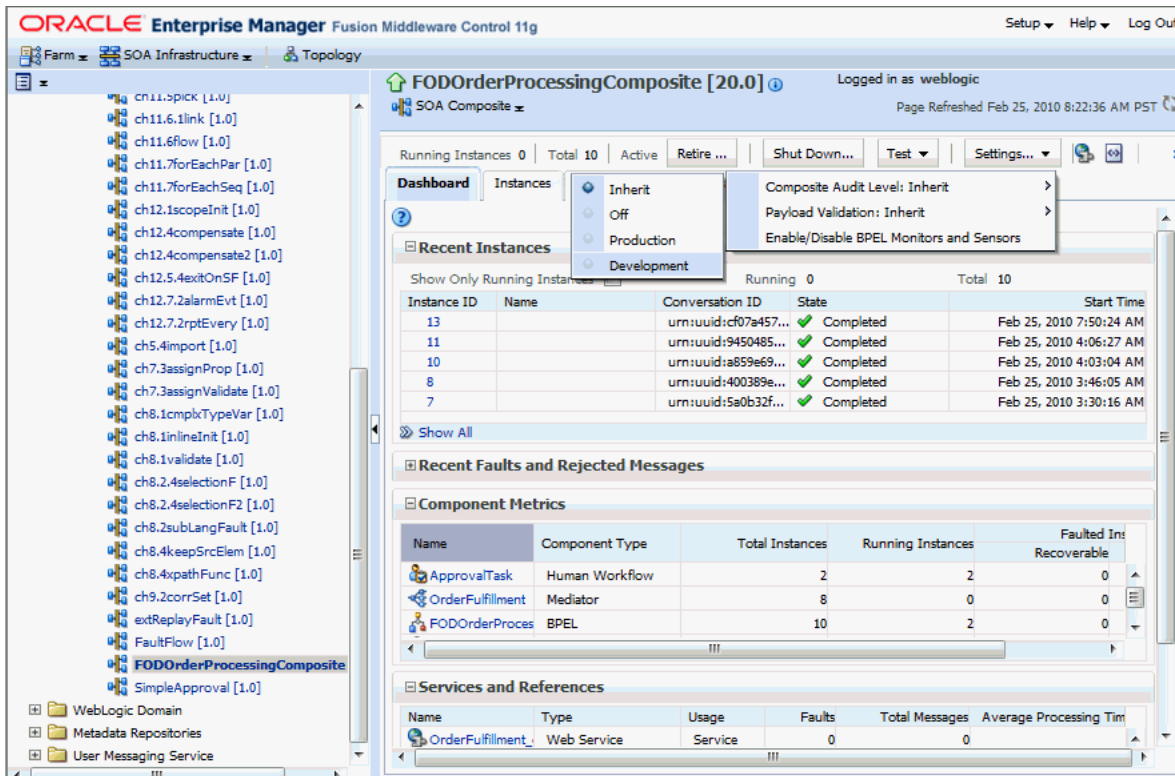 ORACLE Enterprise Manager Fusion Middleware Control 11g
Setup Help Log Out
Farm SOA Infrastructure Topology
ch11.5pick [1.0]
ch11.6.1link [1.0]
ch11.6flow [1.0]
ch11.7forEachPar [1.0]
ch11.7forEachSeq [1.0]
ch12.1scopeInit [1.0]
ch12.4compensate [1.0]
ch12.4compensate2 [1.0]
ch12.5.4exitOnSF [1.0]
ch12.7.2alarmEvt [1.0]
ch12.7.2rptEvery [1.0]
ch5.4import [1.0]
ch7.3assignProp [1.0]
ch7.3assignValidate [1.0]
ch8.1cmplxTypeVar [1.0]
ch8.1inlineInit [1.0]
ch8.1validate [1.0]
ch8.2.4selectionF [1.0]
ch8.2.4selectionF2 [1.0]
ch8.2subLangFault [1.0]
ch8.4keepSrcElem [1.0]
ch8.4xpathFunc [1.0]
ch9.2corrSet [1.0]
extReplayFault [1.0]
FaultFlow [1.0]
FODOrderProcessingComposite
SimpleApproval [1.0]
WebLogic Domain
Metadata Repositories
User Messaging Service
FODOrderProcessingComposite [20.0]
Logged in as weblogic
SOA Composite
Page Refreshed Feb 25, 2010 8:22:36 AM PST
Running Instances 0 Total 10 Active Retire ... Shut Down... Test Settings...
Dashboard Instances
Inherit
Off
Production
Development
Composite Audit Level: Inherit
Payload Validation: Inherit
Enable/Disable BPEL Monitors and Sensors
Recent Instances
Show Only Running Instances Running 0 Total 10
Instance ID Name Conversation ID State Start Time
13 urn:uuid:cf07a457... Completed Feb 25, 2010 7:50:24 AM
11 urn:uuid:9450485... Completed Feb 25, 2010 4:06:27 AM
10 urn:uuid:a859e69... Completed Feb 25, 2010 4:03:04 AM
8 urn:uuid:400389e... Completed Feb 25, 2010 3:46:05 AM
7 urn:uuid:5a0b32f... Completed Feb 25, 2010 3:30:16 AM
Show All
Recent Faults and Rejected Messages
Component Metrics
Name Component Type Total Instances Running Instances Faulted Ins
Recoverable
ApprovalTask Human Workflow 2 2 0
OrderFulfillment Mediator 8 0 0
FODOrderProces BPEL 10 2 0
Services and References
Name Type Usage Faults Total Messages Average Processing Tim
OrderFulfillment_ Web Service Service 0 0